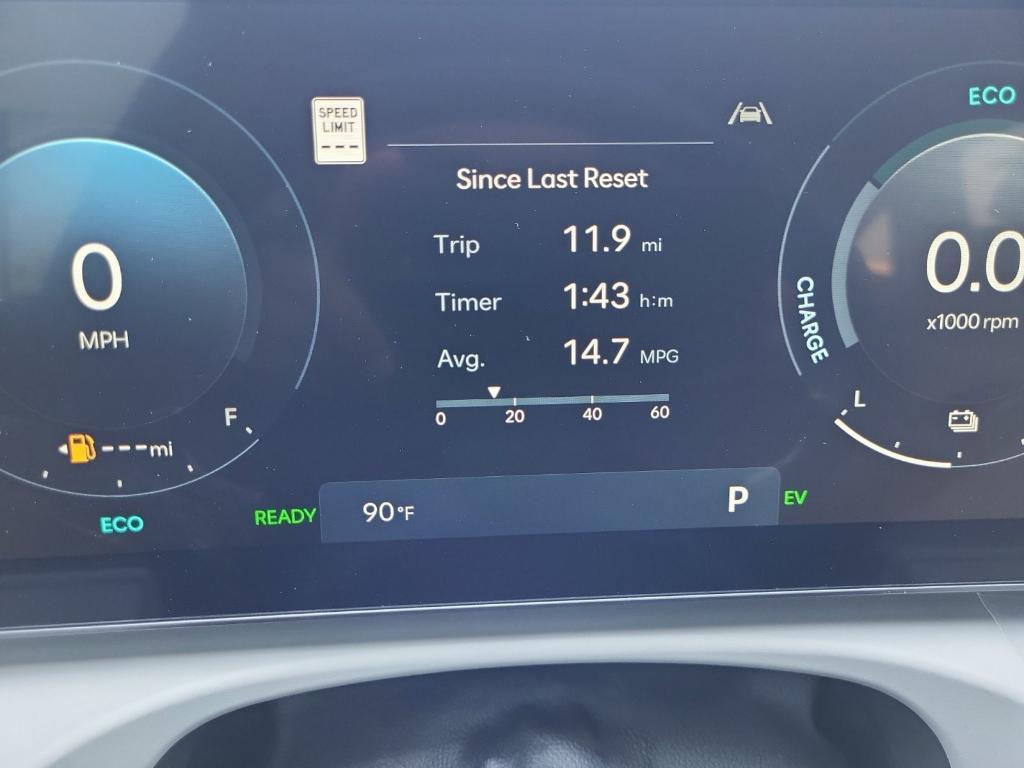 SPEED
LIMIT
---
ECO
Since Last Reset
Trip 11.9 mi
Timer 1:43 h:m
Avg. 14.7 MPG
0 20 40 60
0
MPH
F
---mi
ECO
READY
90°F
P
EV
CHARGE
0.0
x1000 rpm
L